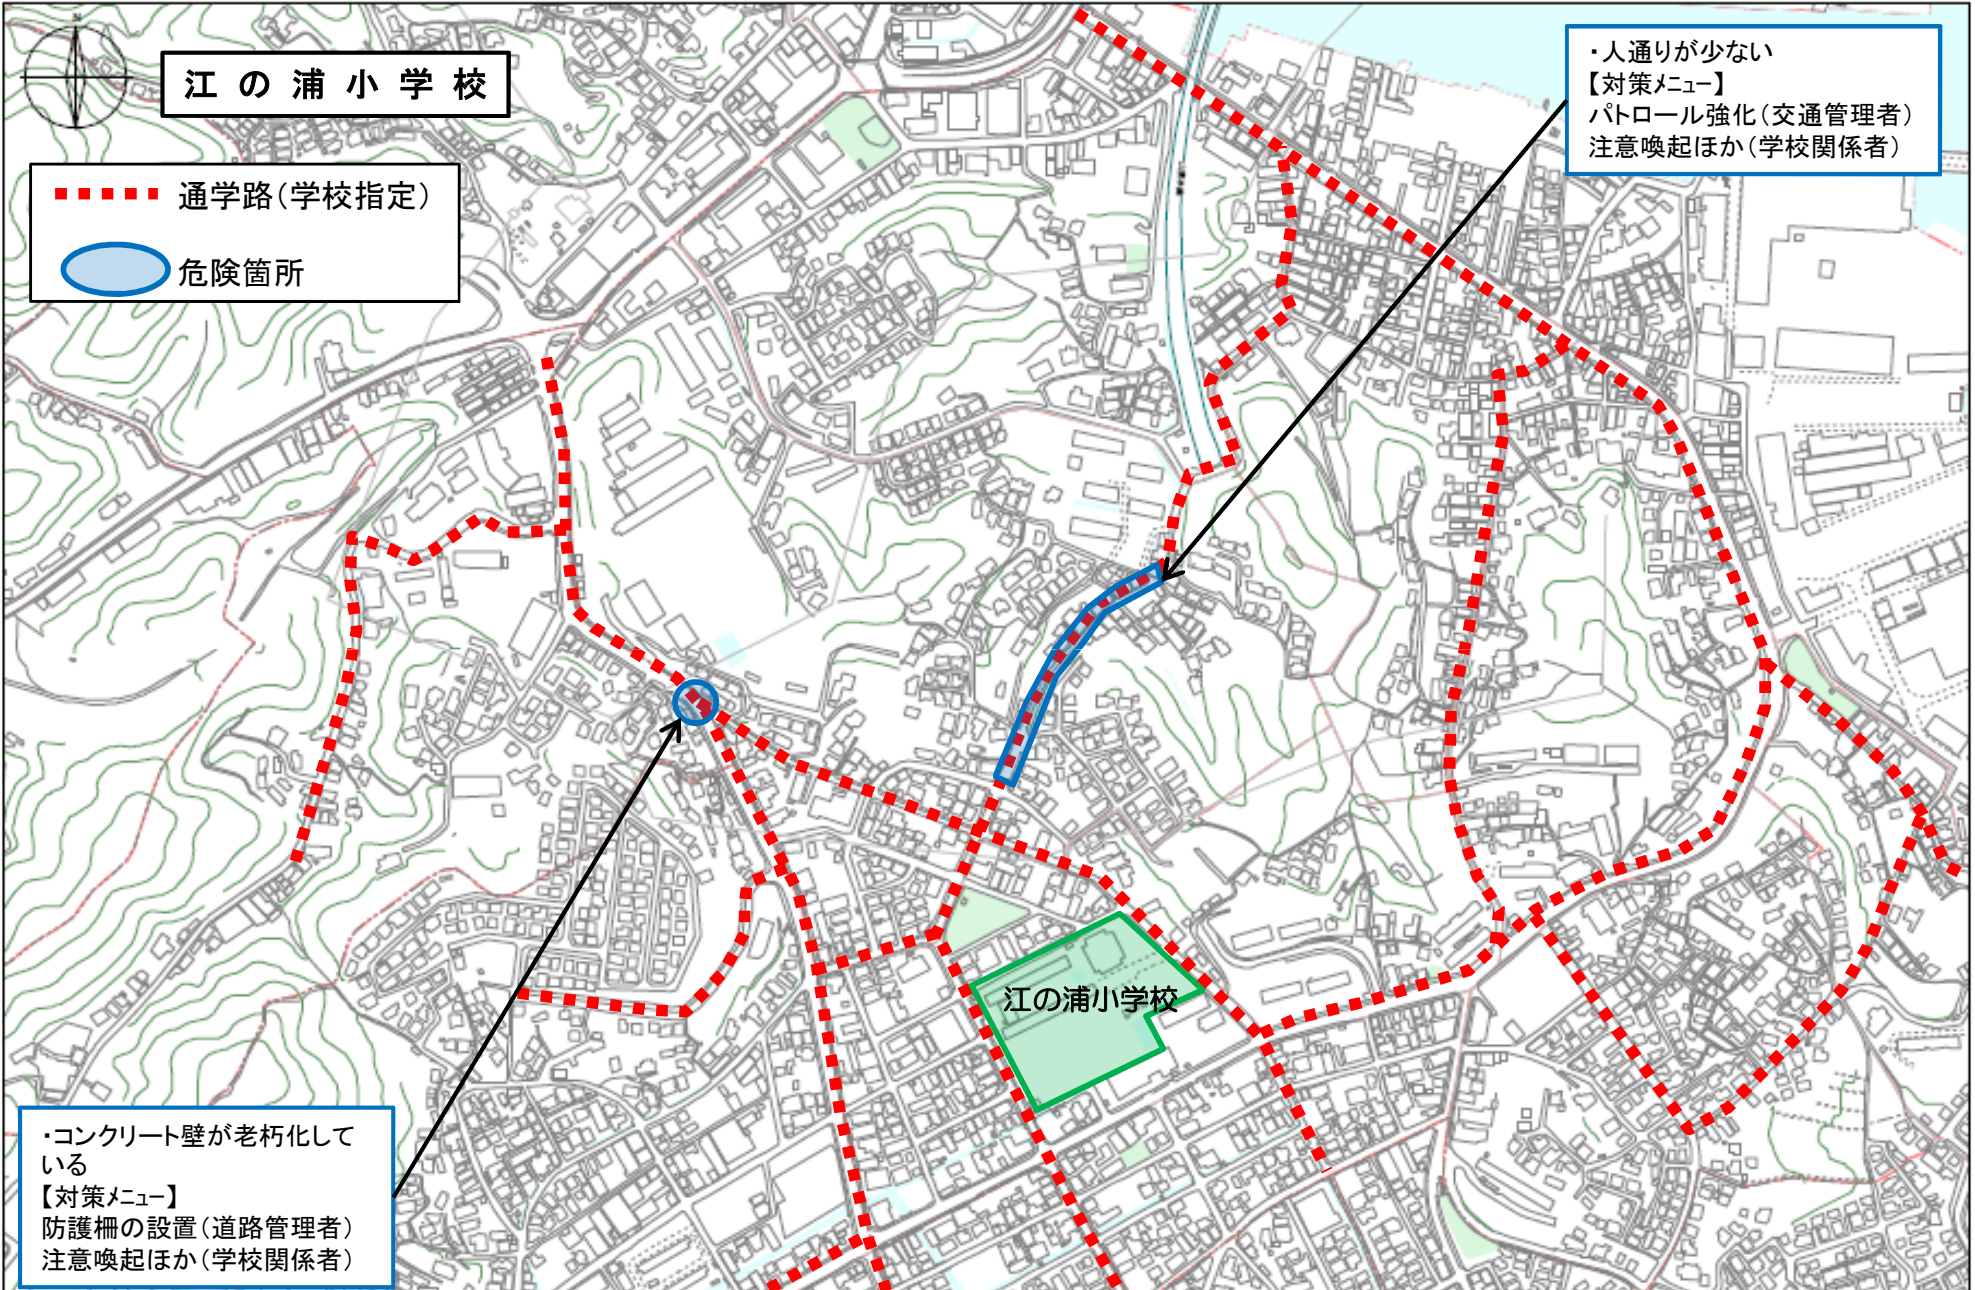 江の浦小学校
通学路(学校指定)
危険箇所
・人通りが少ない
【対策メニュー】
パトロール強化(交通管理者)
注意喚起ほか(学校関係者)
江の浦小学校
・コンクリート壁が老朽化して
いる
【対策メニュー】
防護柵の設置(道路管理者)
注意喚起ほか(学校関係者)